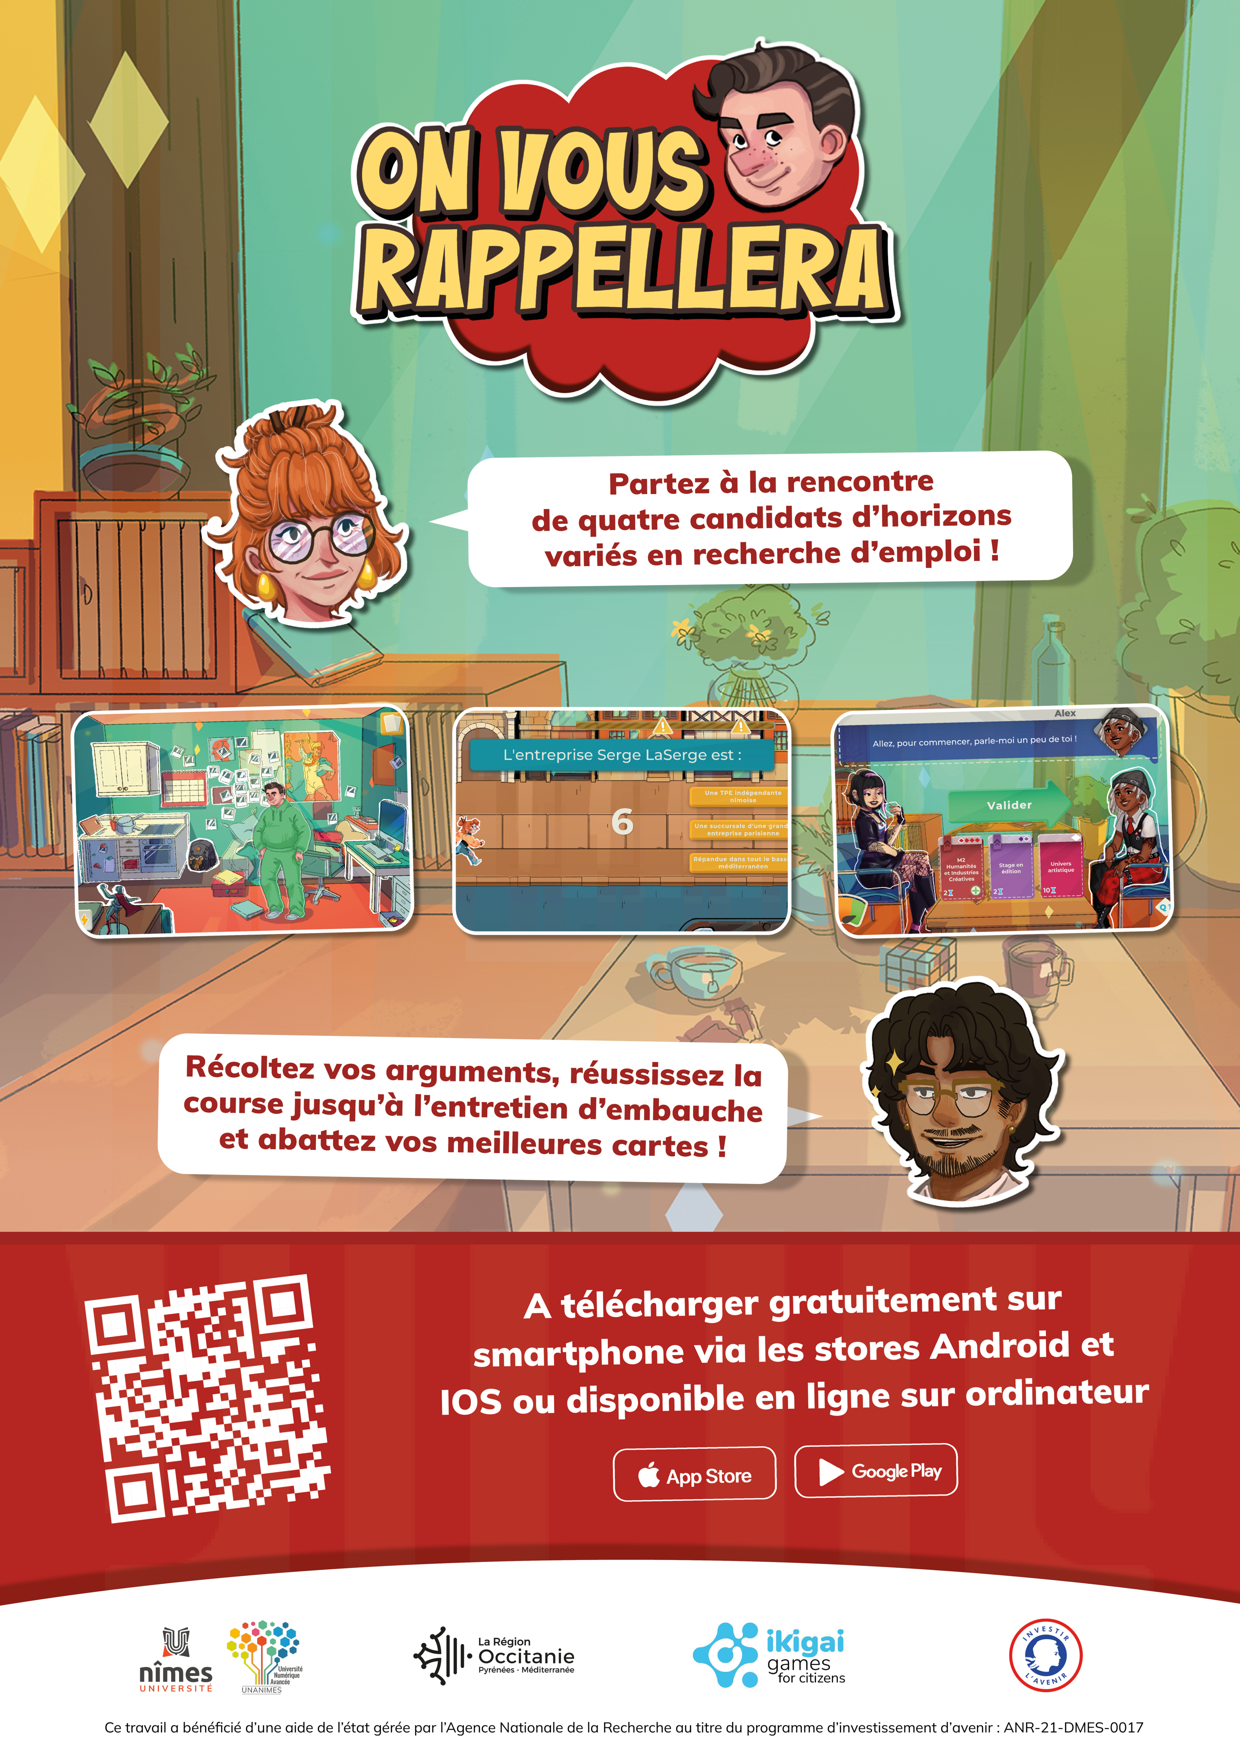 ON VOUS
RAPPELLERA
Partez à la rencontre
de quatre candidats d'horizons
variés en recherche d'emploi !
L'entreprise Serge LaSerge est :
6
Une TPE indépendante
nîmoise
Une succursale d'une grand
entreprise parisienne
Répendue dans tout le bass
méditerranéen
Alex
Allez, pour commencer, parle-moi un peu de toi !
Valider
M2
Humanités
et Industries
Créatives
2
Stage en
édition
2
Univers
artistique
10
Récoltez vos arguments, réussissez la
course jusqu'à l'entretien d'embauche
et abattez vos meilleures cartes !
A télécharger gratuitement sur
smartphone via les stores Android et
IOS ou disponible en ligne sur ordinateur
App Store
Google Play
nîmes
UNIVERSITÉ
Université
Numérique
Avancée
UNANIMES
La Région
Occitanie
Pyrénées - Méditerranée
ikigai
games
for citizens
INVESTIR
L'AVENIR
Ce travail a bénéficié d'une aide de l'état gérée par l'Agence Nationale de la Recherche au titre du programme d'investissement d'avenir : ANR-21-DMES-0017